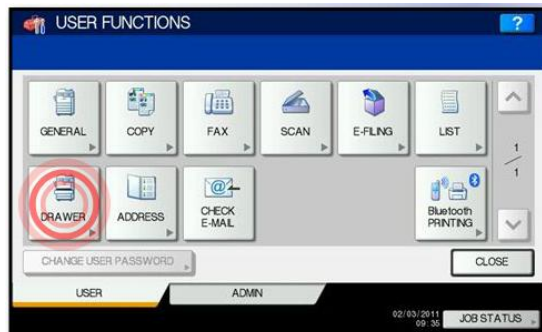 USER FUNCTIONS
?
GENERAL
COPY
FAX
SCAN
E-FILING
LIST
1
1
DRAWER
ADDRESS
@
CHECK
E-MAIL
Bluetooth
PRINTING
CHANGE USER PASSWORD
CLOSE
USER
ADMIN
02/03/2011
09:35
JOB STATUS